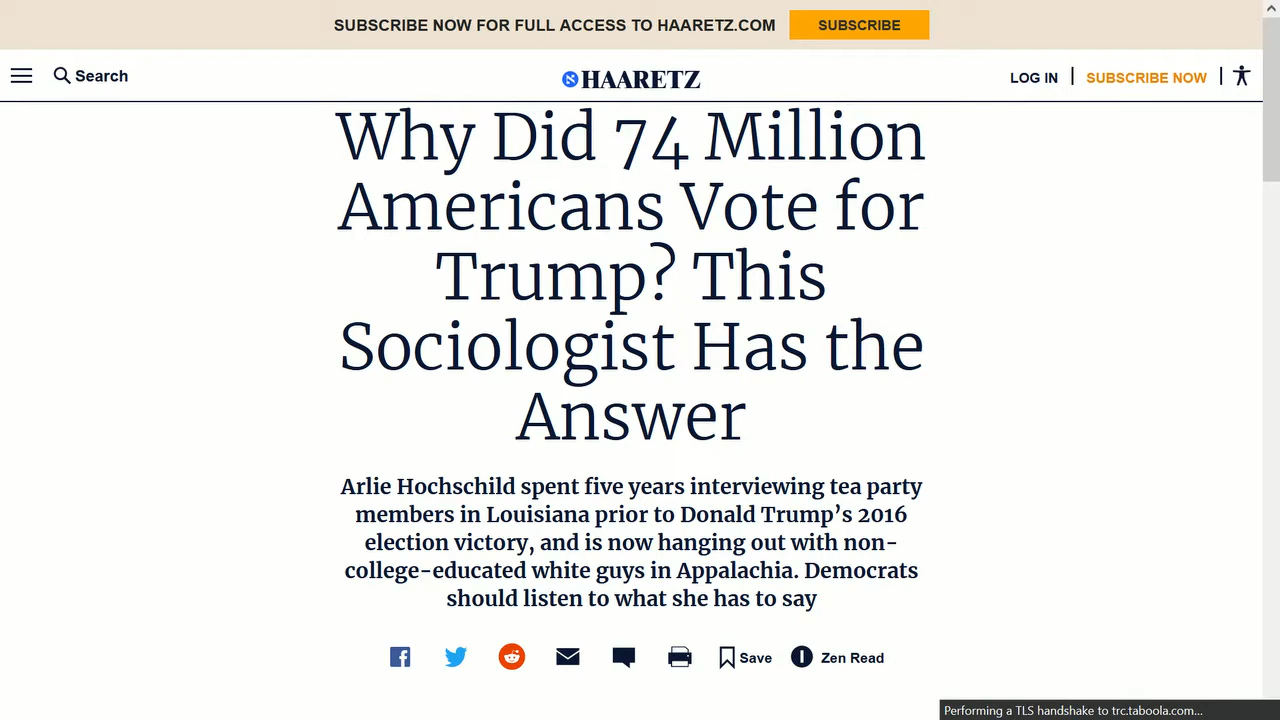 SUBSCRIBE NOW FOR FULL ACCESS TO HAARETZ.COM SUBSCRIBE
Search HAARETZ LOG IN SUBSCRIBE NOW
Why Did 74 Million
Americans Vote for
Trump? This
Sociologist Has the
Answer
Arlie Hochschild spent five years interviewing tea party
members in Louisiana prior to Donald Trump’s 2016
election victory, and is now hanging out with non-
college-educated white guys in Appalachia. Democrats
should listen to what she has to say
Save Zen Read
Performing a TLS handshake to trc.taboola.com...